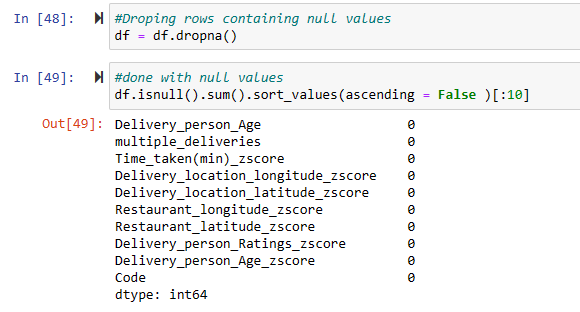 In [48]: #Droping rows containing null values
df = df.dropna()
In [49]: #done with null values
df.isnull().sum().sort_values(ascending = False )[:10]
Out[49]: Delivery_person_Age 0
multiple_deliveries 0
Time_taken(min)_zscore 0
Delivery_location_longitude_zscore 0
Delivery_location_latitude_zscore 0
Restaurant_longitude_zscore 0
Restaurant_latitude_zscore 0
Delivery_person_Ratings_zscore 0
Delivery_person_Age_zscore 0
Code 0
dtype: int64